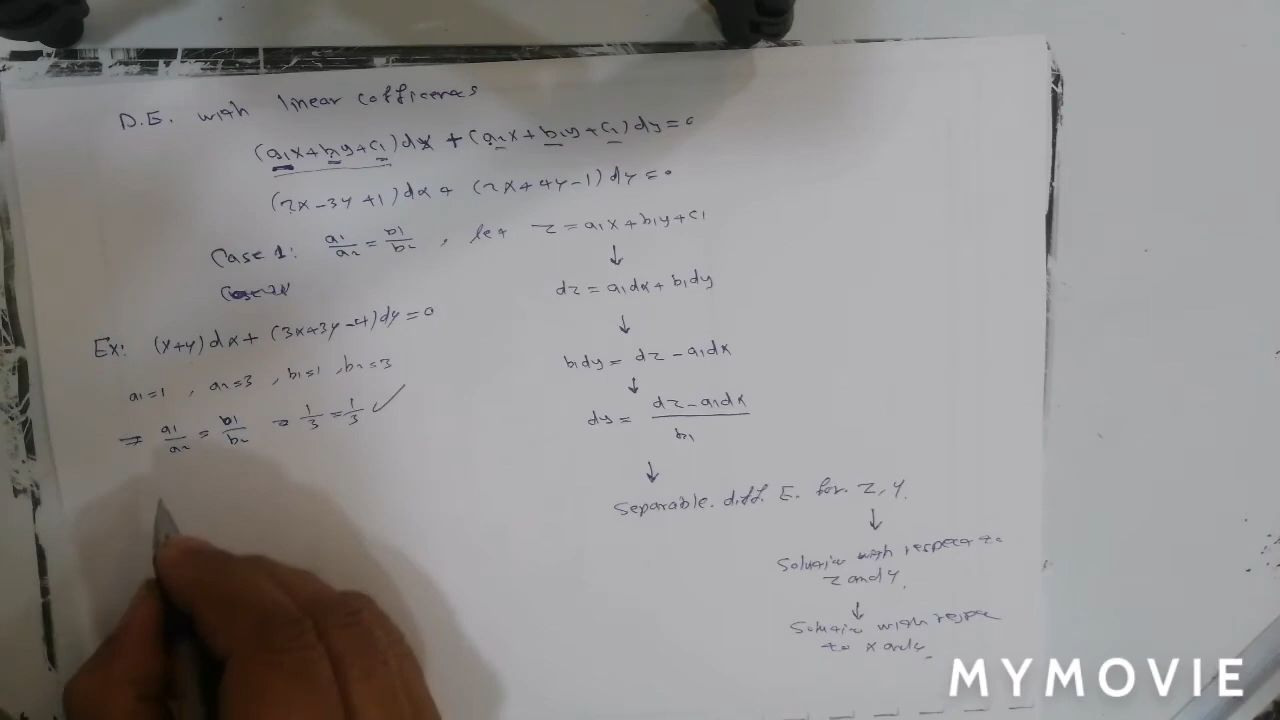 D.E. with linear cofficenas
(a1x+b1y+c1)dx + (a2x+b2y+c1)dy=0
(2x-3y+1)dx+ (2x+4y-1)dy=0
Case 1: a1/a2 = b1/b2 , let z=a1x+b1y+c1
↓
dz = a1dx+b1dy
↓
b1dy = dz - a1dx
↓
dy = dz-a1dx / b1
↓
Separable. diff. E. for. z, y.
↓
Solution with respect to
z and y.
↓
Solution with respe
to x and
Ex: (x+y)dx+ (3x+3y-4)dy=0
a1=1 , a2=3 , b1=1 , b2=3
⇒ a1/a2 = b1/b2 ⇒ 1/3 = 1/3 ✓
MYMOVIE